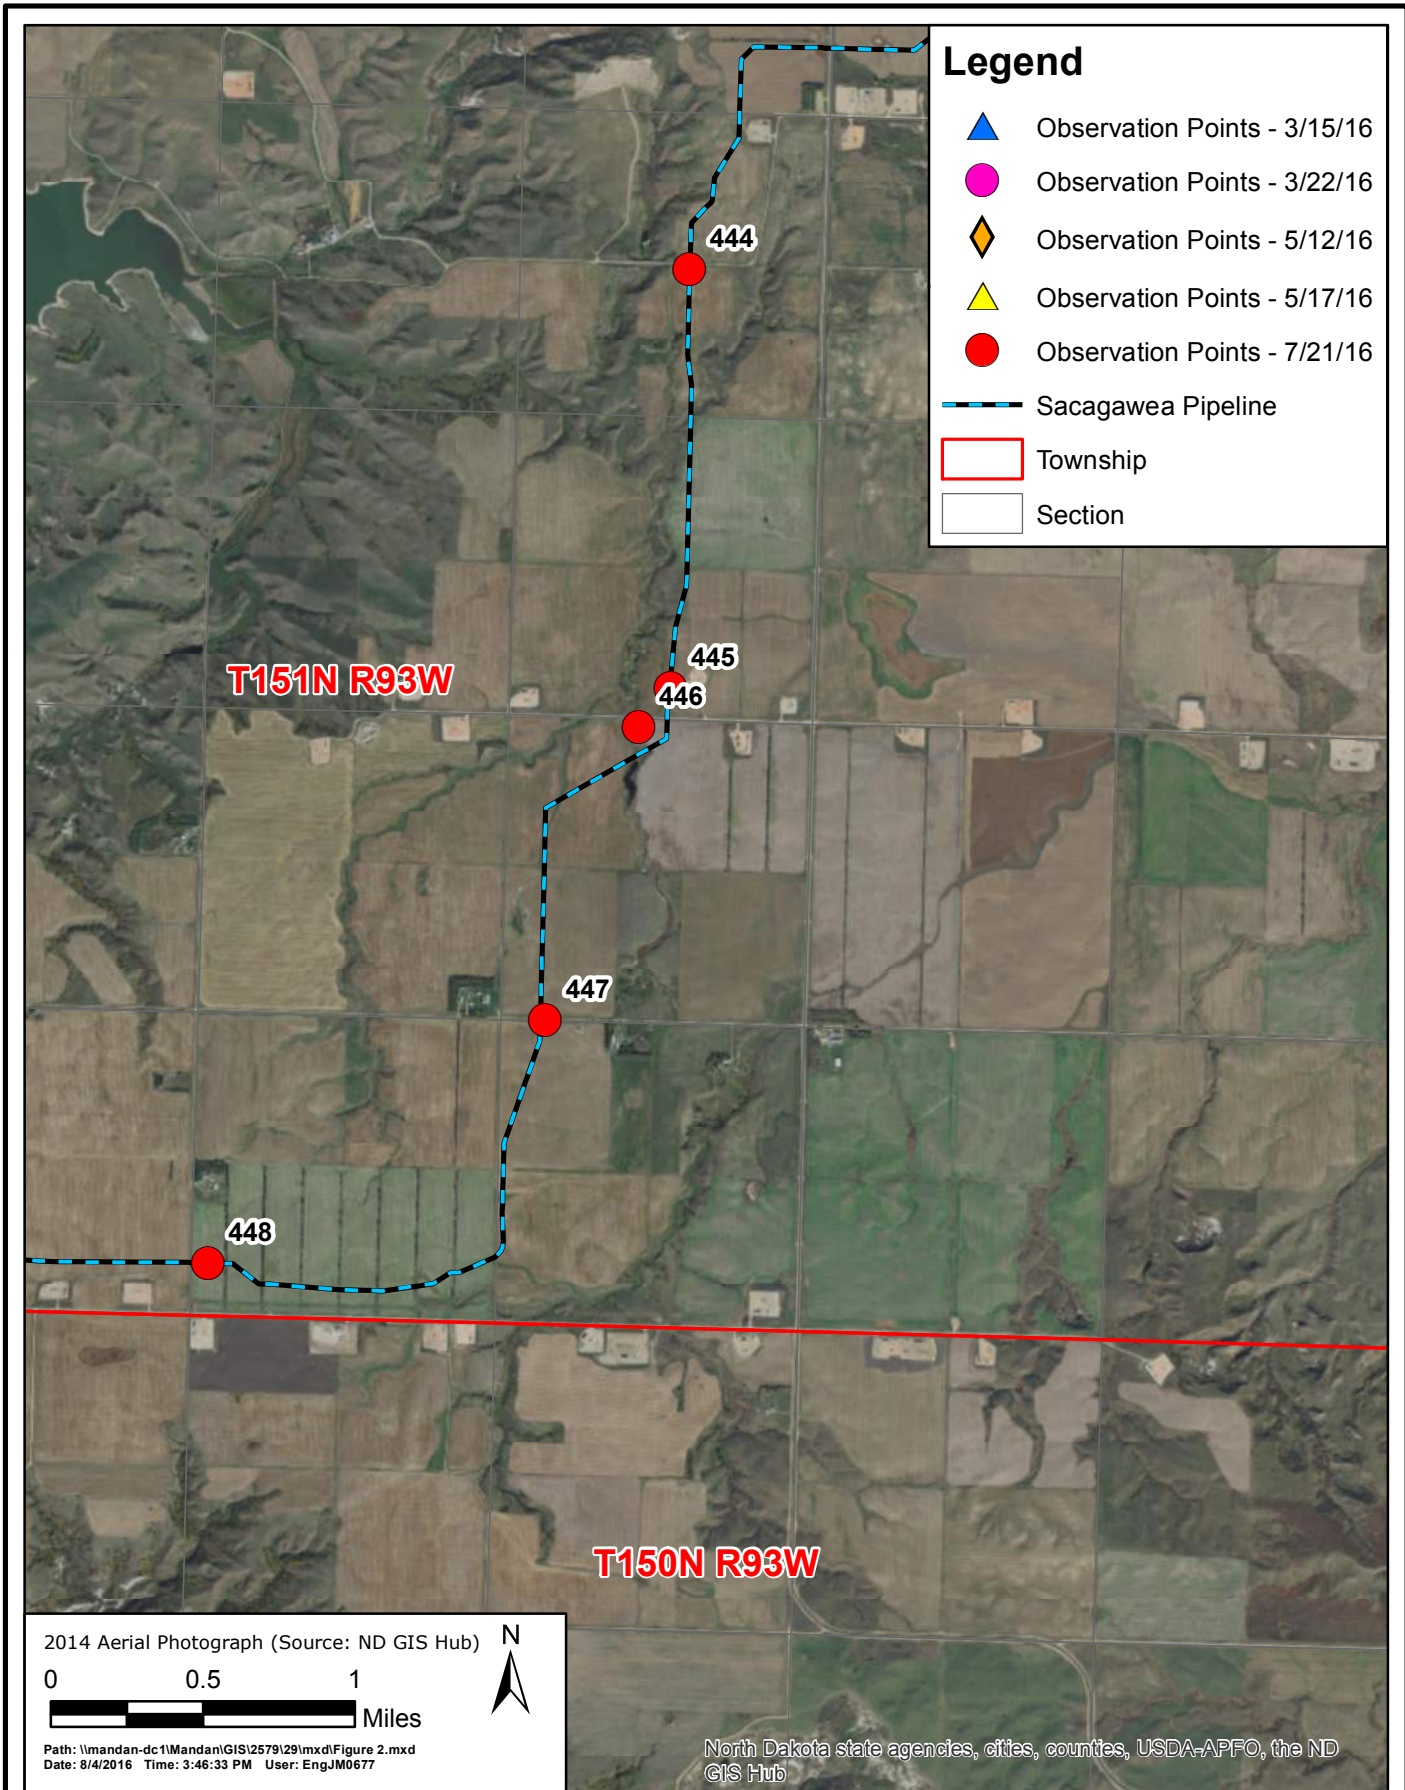 Legend
Observation Points - 3/15/16
Observation Points - 3/22/16
Observation Points - 5/12/16
Observation Points - 5/17/16
Observation Points - 7/21/16
Sacagawea Pipeline
Township
Section
444
445
446
T151N R93W
447
448
T150N R93W
2014 Aerial Photograph (Source: ND GIS Hub)
N
0 0.5 1
Miles
Path: \\mandan-dc1\Mandan\GIS\2579\29\mxd\Figure 2.mxd
Date: 8/4/2016 Time: 3:46:33 PM User: EngJM0677
North Dakota state agencies, cities, counties, USDA-APFO, the ND
GIS Hub